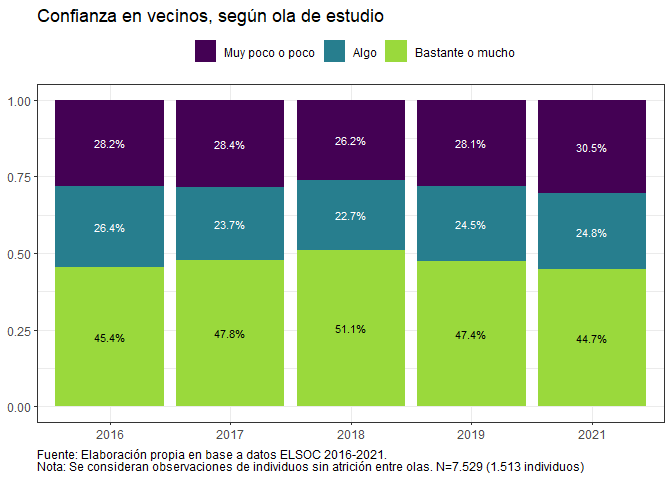 Confianza en vecinos, según ola de estudio
Muy poco o poco Algo Bastante o mucho
1.00
0.75
0.50
0.25
0.00
28.2% 28.4% 26.2% 28.1% 30.5%
26.4% 23.7% 22.7% 24.5% 24.8%
45.4% 47.8% 51.1% 47.4% 44.7%
2016 2017 2018 2019 2021
Fuente: Elaboración propia en base a datos ELSOC 2016-2021.
Nota: Se consideran observaciones de individuos sin atrición entre olas. N=7.529 (1.513 individuos)